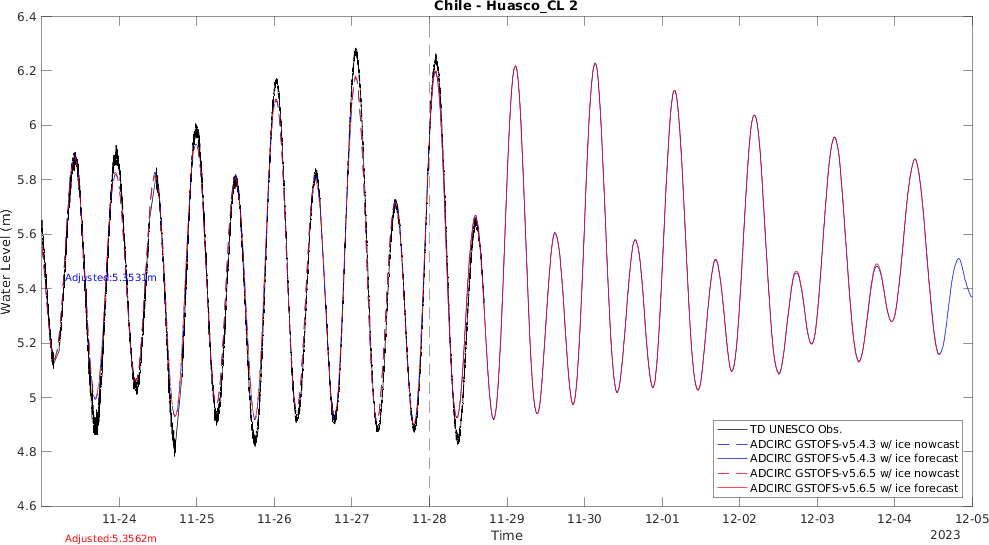 Chile - Huasco_CL 2
6.4
6.2
6
5.8
5.6
5.4
5.2
5
4.8
4.6
Water Level (m)
Adjusted:5.3531m
TD UNESCO Obs.
ADCIRC GSTOFS-v5.4.3 w/ ice nowcast
ADCIRC GSTOFS-v5.4.3 w/ ice forecast
ADCIRC GSTOFS-v5.6.5 w/ ice nowcast
ADCIRC GSTOFS-v5.6.5 w/ ice forecast
11-24 11-25 11-26 11-27 11-28 11-29 11-30 12-01 12-02 12-03 12-04 12-05
Time
2023
Adjusted:5.3562m